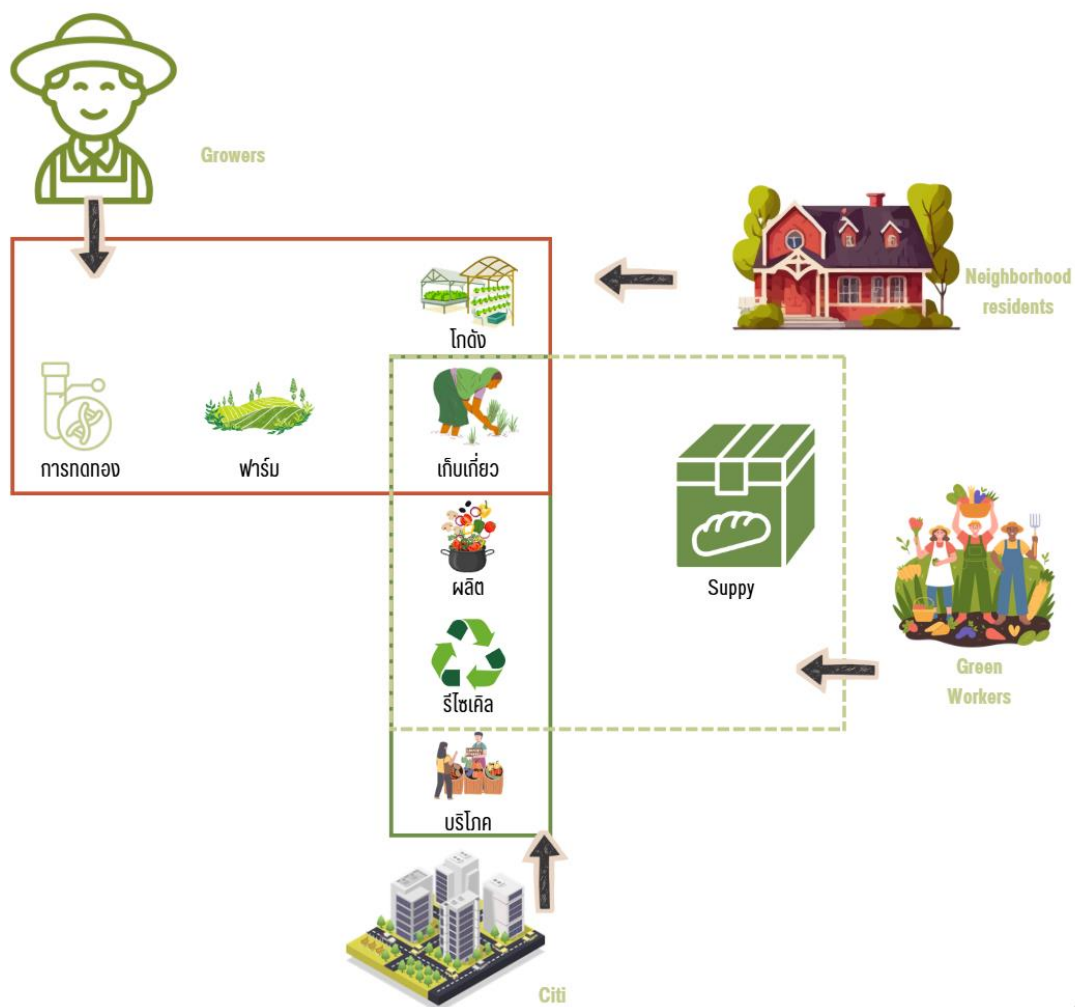 Growers
Neighborhood
residents
โกดัง
การทดทอง
ฟาร์ม
เก็บเกี่ยว
ผลิต
Suppy
รีไซเคิล
Green
Workers
บริโภค
Citi